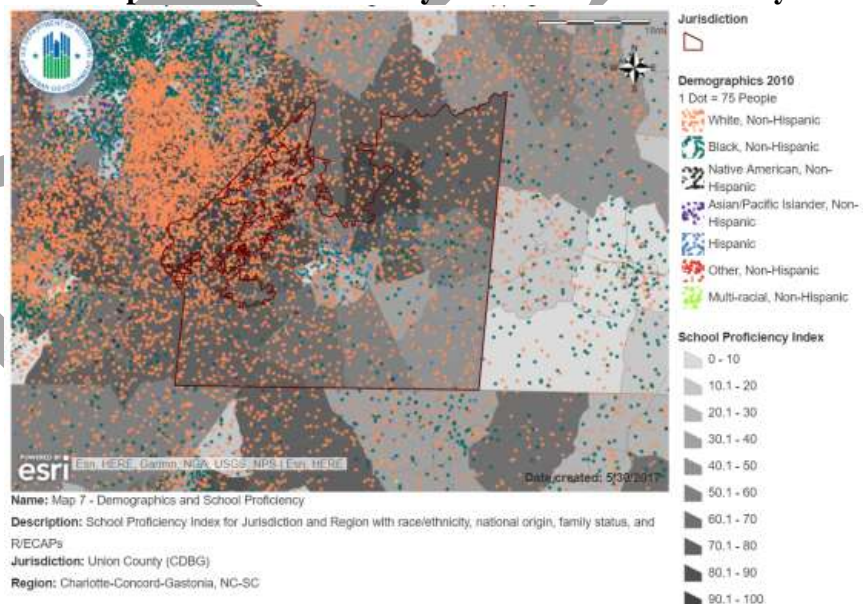 Jurisdiction
Demographics 2010
1 Dot = 75 People
White, Non-Hispanic
Black, Non-Hispanic
Native American, Non-
Hispanic
Asian/Pacific Islander, Non-
Hispanic
Hispanic
Other, Non-Hispanic
Multi-racial, Non-Hispanic
School Proficiency Index
0 - 10
10.1 - 20
20.1 - 30
30.1 - 40
40.1 - 50
50.1 - 60
60.1 - 70
70.1 - 80
80.1 - 90
90.1 - 100
POWERED BY
esri
Esri, HERE, Garmin, NGA, USGS, NPS | Esri, HERE
Date created: 5/30/2017
Name: Map 7 - Demographics and School Proficiency
Description: School Proficiency Index for Jurisdiction and Region with race/ethnicity, national origin, family status, and
R/ECAPs
Jurisdiction: Union County (CDBG)
Region: Charlotte-Concord-Gastonia, NC-SC